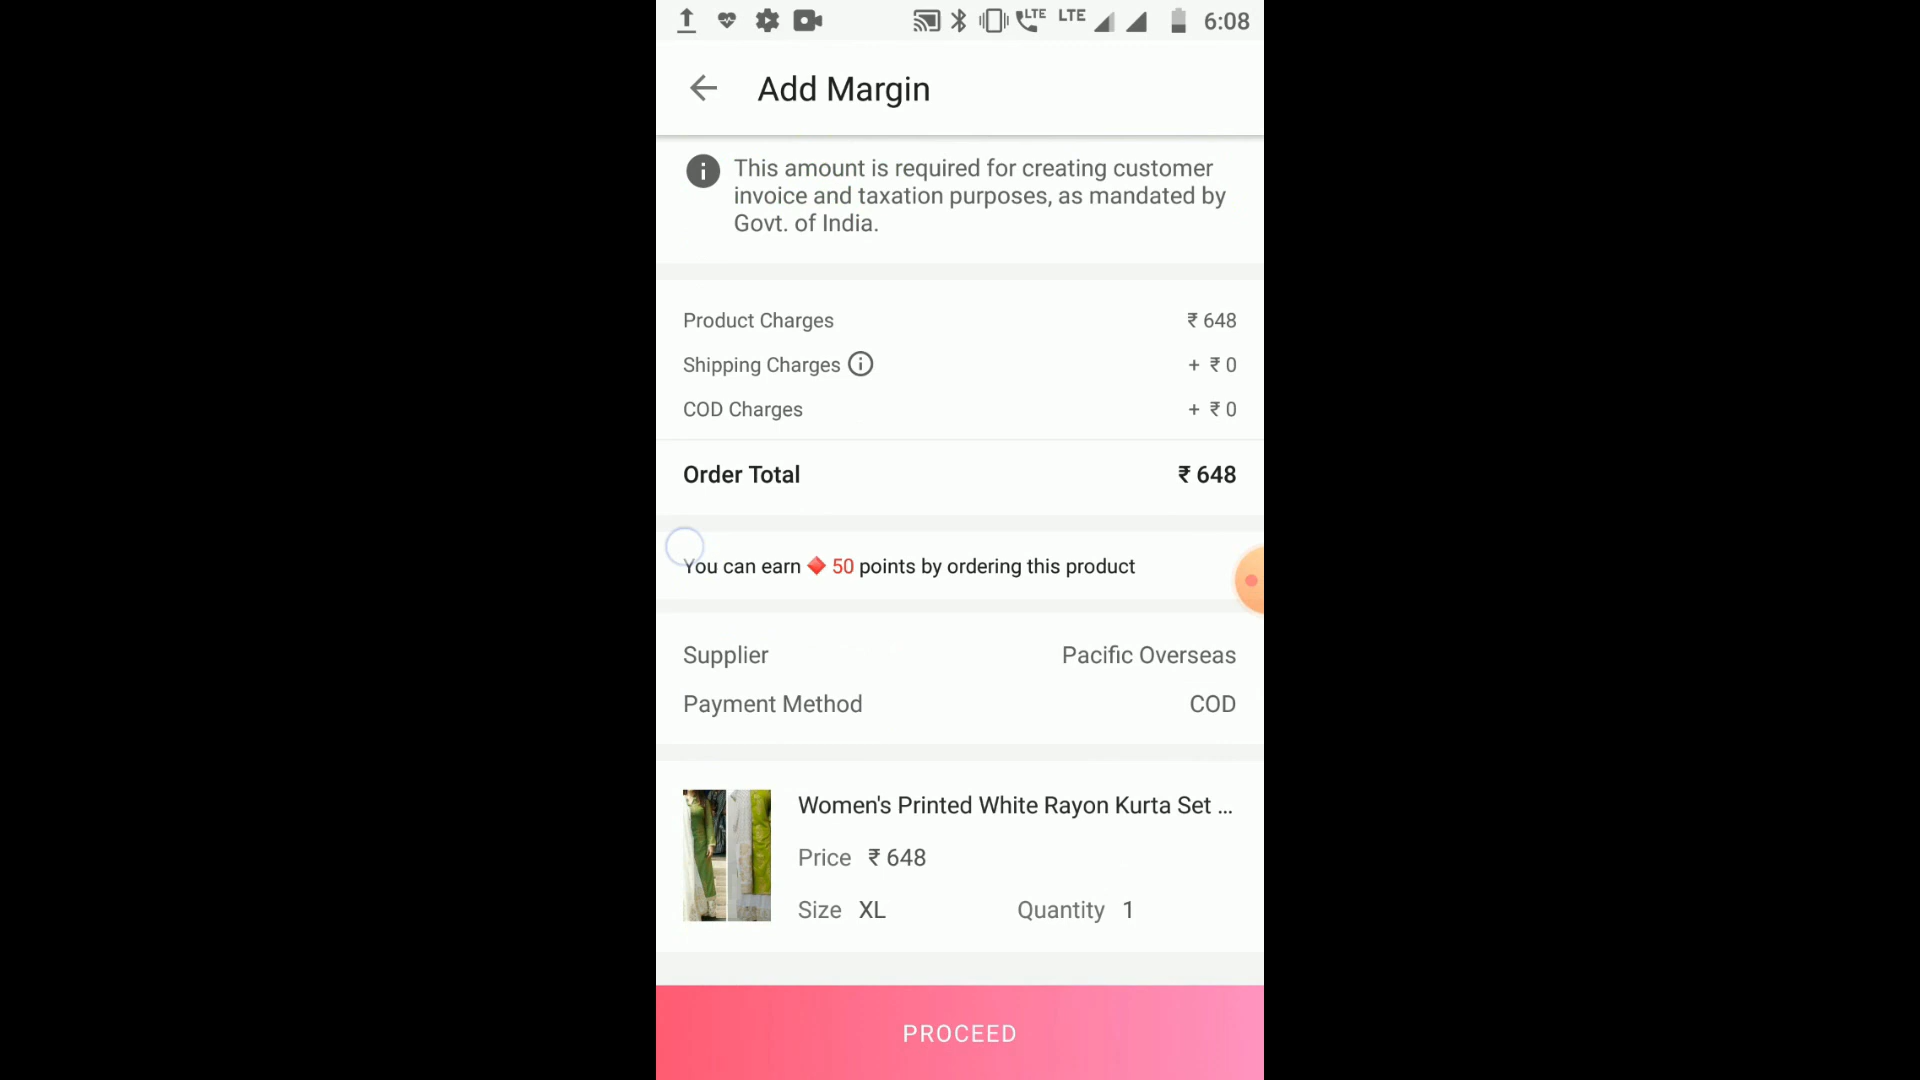 LTE LTE 6:08
Add Margin
This amount is required for creating customer
invoice and taxation purposes, as mandated by
Govt. of India.
Product Charges ₹ 648
Shipping Charges + ₹ 0
COD Charges + ₹ 0
Order Total ₹ 648
You can earn 50 points by ordering this product
Supplier Pacific Overseas
Payment Method COD
Women's Printed White Rayon Kurta Set ...
Price ₹ 648
Size XL Quantity 1
PROCEED